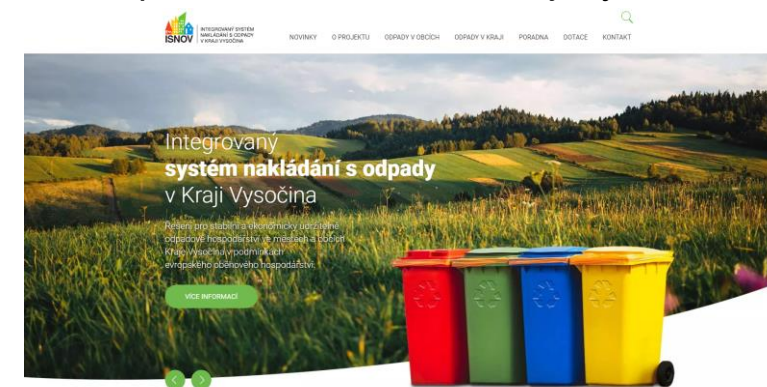 ISNOV
INTEGROVANÝ SYSTÉM
NAKLÁDÁNÍ S ODPADY
V KRAJI VYSOČINA
NOVINKY O PROJEKTU ODPADY V OBCÍCH ODPADY V KRAJI PORADNA DOTACE KONTAKT
Integrovaný
systém nakládání s odpady
v Kraji Vysočina
Řešení pro stabilní a ekonomicky udržitelné
odpadové hospodářství ve městech a obcích
Kraje Vysočina v podmínkách
evropského oběhového hospodářství.
VÍCE INFORMACÍ